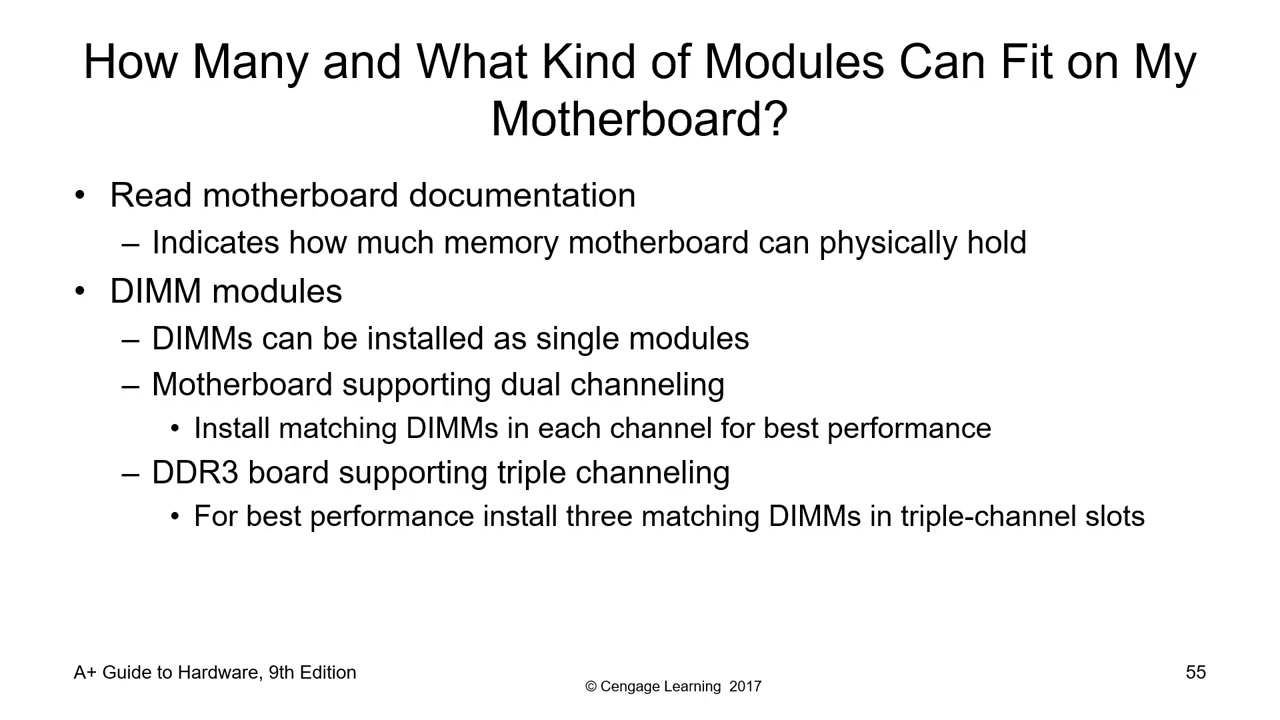 How Many and What Kind of Modules Can Fit on My
Motherboard?
• Read motherboard documentation
– Indicates how much memory motherboard can physically hold
• DIMM modules
– DIMMs can be installed as single modules
– Motherboard supporting dual channeling
• Install matching DIMMs in each channel for best performance
– DDR3 board supporting triple channeling
• For best performance install three matching DIMMs in triple-channel slots
A+ Guide to Hardware, 9th Edition
© Cengage Learning 2017
55